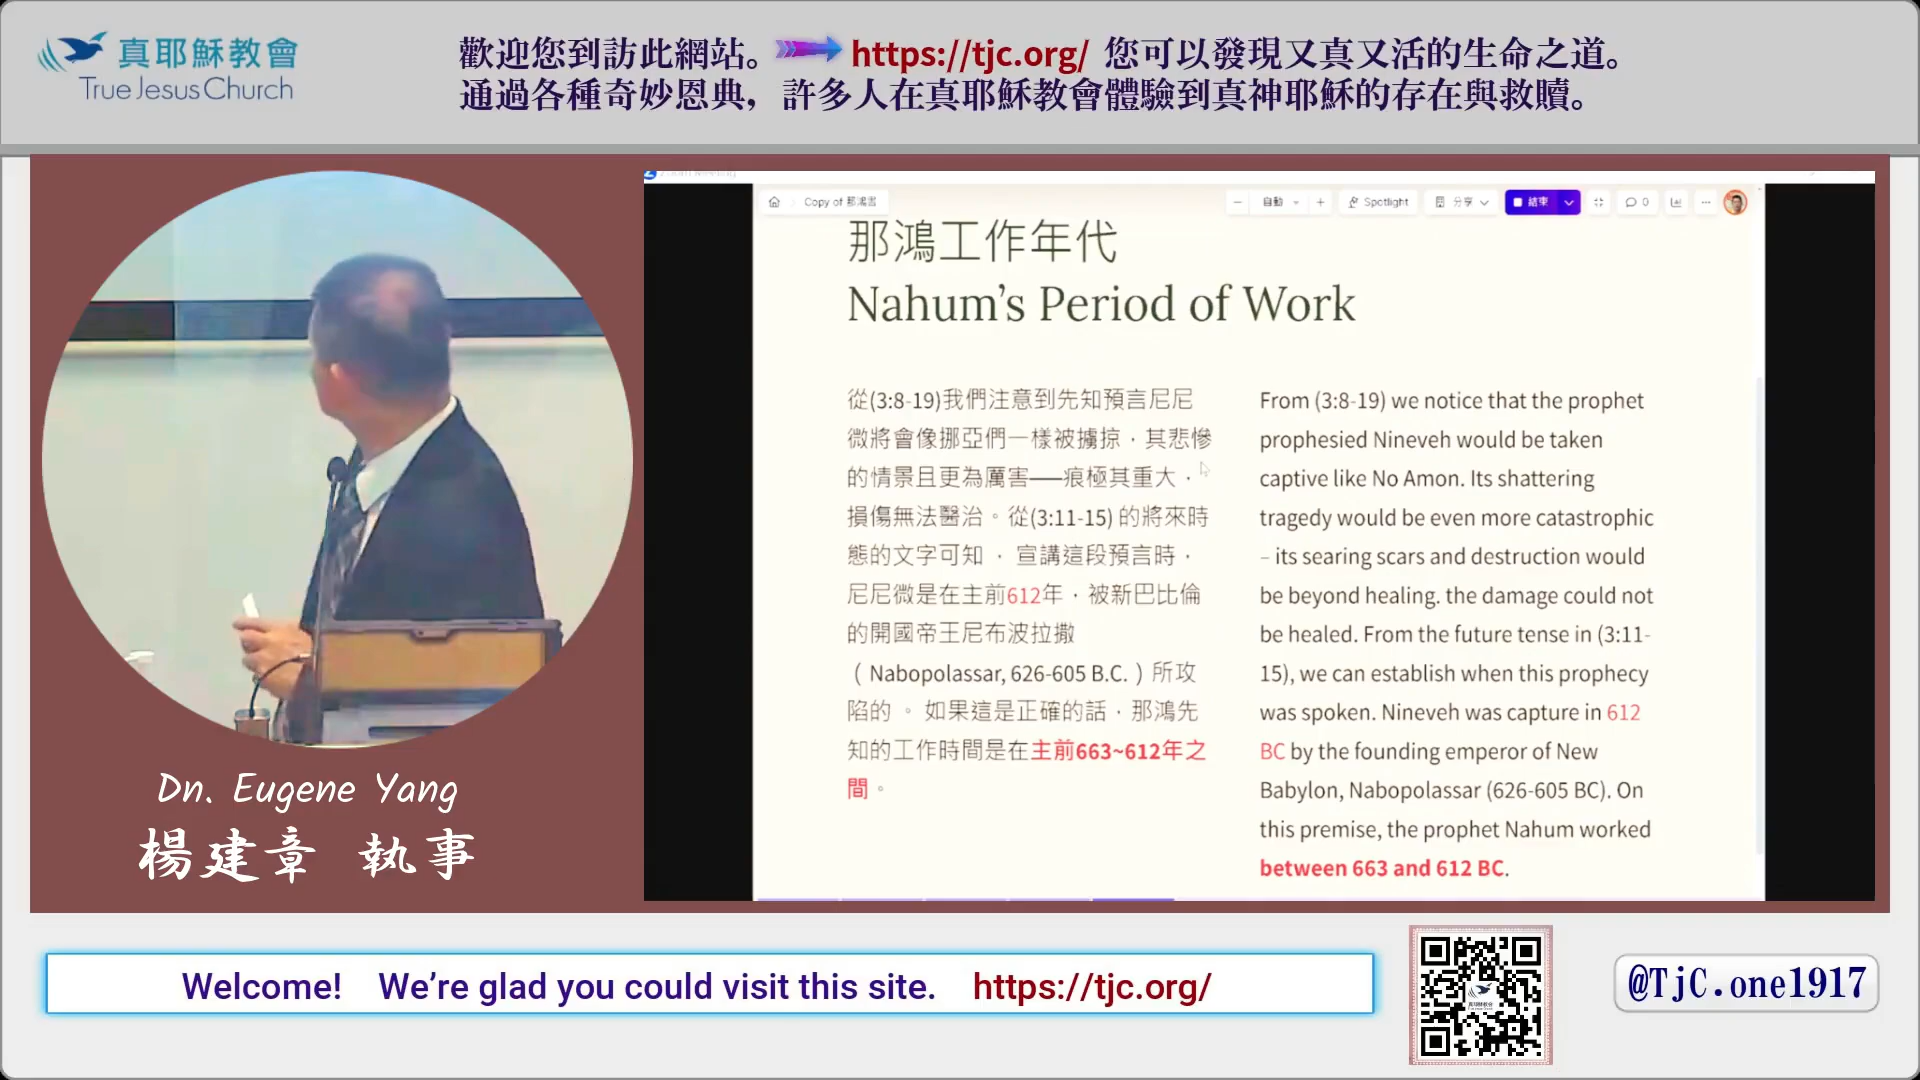 真耶穌教會
True Jesus Church
歡迎您到訪此網站。 https://tjc.org/ 您可以發現又真又活的生命之道。
通過各種奇妙恩典，許多人在真耶穌教會體驗到真神耶穌的存在與救贖。
Copy of 那鴻書
自動
Spotlight
分享
結束
0
那鴻工作年代
Nahum’s Period of Work
從(3:8-19)我們注意到先知預言尼尼
微將會像挪亞們一樣被擄掠，其悲慘
的情景且更為厲害──痕極其重大，
損傷無法醫治。從(3:11-15) 的將來時
態的文字可知 ， 宣講這段預言時，
尼尼微是在主前612年，被新巴比倫
的開國帝王尼布波拉撒
（ Nabopolassar, 626-605 B.C. ）所攻
陷的 。 如果這是正確的話，那鴻先
知的工作時間是在主前663~612年之
間。
From (3:8-19) we notice that the prophet
prophesied Nineveh would be taken
captive like No Amon. Its shattering
tragedy would be even more catastrophic
– its searing scars and destruction would
be beyond healing. the damage could not
be healed. From the future tense in (3:11-
15), we can establish when this prophecy
was spoken. Nineveh was capture in 612
BC by the founding emperor of New
Babylon, Nabopolassar (626-605 BC). On
this premise, the prophet Nahum worked
between 663 and 612 BC.
Dn. Eugene Yang
楊建章 執事
Welcome! We’re glad you could visit this site. https://tjc.org/
@TjC.one1917